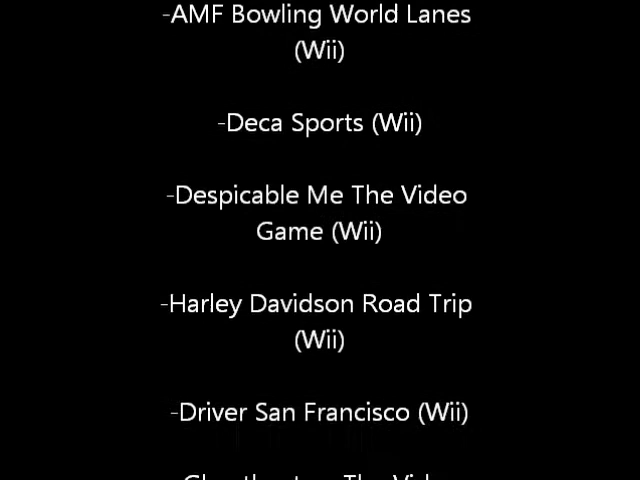 -AMF Bowling World Lanes
(Wii)
-Deca Sports (Wii)
-Despicable Me The Video
Game (Wii)
-Harley Davidson Road Trip
(Wii)
-Driver San Francisco (Wii)